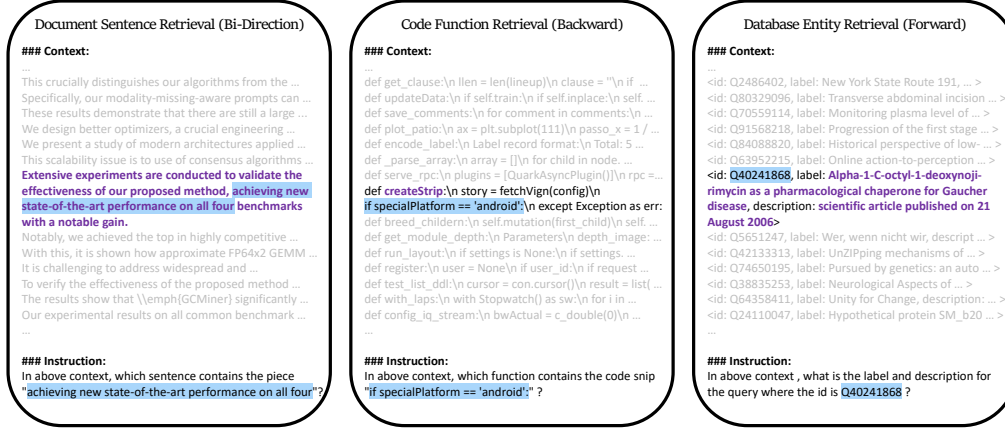 Document Sentence Retrieval (Bi-Direction)
### Context:
...
This crucially distinguishes our algorithms from the ...
Specifically, our modality-missing-aware prompts can ...
These results demonstrate that there are still a large ...
We design better optimizers, a crucial engineering ...
We present a study of modern architectures applied ...
This scalability issue is to use of consensus algorithms ...
Extensive experiments are conducted to validate the
effectiveness of our proposed method, achieving new
state-of-the-art performance on all four benchmarks
with a notable gain.
Notably, we achieved the top in highly competitive ...
With this, it is shown how approximate FP64x2 GEMM ...
It is challenging to address widespread and ...
To verify the effectiveness of the proposed method ...
The results show that \\emph{GCMiner} significantly ...
Our experimental results on all common benchmark ...
...
### Instruction:
In above context, which sentence contains the piece
"achieving new state-of-the-art performance on all four"?
Code Function Retrieval (Backward)
### Context:
...
def get_clause:\n llen = len(lineup)\n clause = ''\n if ...
def updateData:\n if self.train:\n if self.inplace:\n self. ...
def save_comments:\n for comment in comments:\n ...
def plot_patio:\n ax = plt.subplot(111)\n passo_x = 1 / ...
def encode_label:\n Label record format:\n Total: 5 ...
def _parse_array:\n array = []\n for child in node. ...
def serve_rpc:\n plugins = [QuarkAsyncPlugin()]\n rpc =...
def createStrip:\n story = fetchVign(config)\n
if specialPlatform == 'android':\n except Exception as err:
def breed_childern:\n self.mutation(first_child)\n self. ...
def get_module_depth:\n Parameters\n depth_image: ...
def run_layout:\n if settings is None:\n if settings. ...
def register:\n user = None\n if user_id:\n if request ...
def test_list_ddl:\n cursor = con.cursor()\n result = list( ...
def with_laps:\n with Stopwatch() as sw:\n for i in ...
def config_iq_stream:\n bwActual = c_double(0)\n ...
...
### Instruction:
In above context, which function contains the code snip
"if specialPlatform == 'android':" ?
Database Entity Retrieval (Forward)
### Context:
...
<id: Q2486402, label: New York State Route 191, ... >
<id: Q80329096, label: Transverse abdominal incision ... >
<id: Q70559114, label: Monitoring plasma level of ... >
<id: Q91568218, label: Progression of the first stage ... >
<id: Q84088820, label: Historical perspective of low- ... >
<id: Q63952215, label: Online action-to-perception ... >
<id: Q40241868, label: Alpha-1-C-octyl-1-deoxynoji-
rimycin as a pharmacological chaperone for Gaucher
disease, description: scientific article published on 21
August 2006>
<id: Q5651247, label: Wer, wenn nicht wir, descript ... >
<id: Q42133313, label: UnZIPping mechanisms of ... >
<id: Q74650195, label: Pursued by genetics: an auto ... >
<id: Q38835253, label: Neurological Aspects of ... >
<id: Q64358411, label: Unity for Change, description: ... >
<id: Q24110047, label: Hypothetical protein SM_b20 ... >
...
### Instruction:
In above context , what is the label and description for
the query where the id is Q40241868 ?